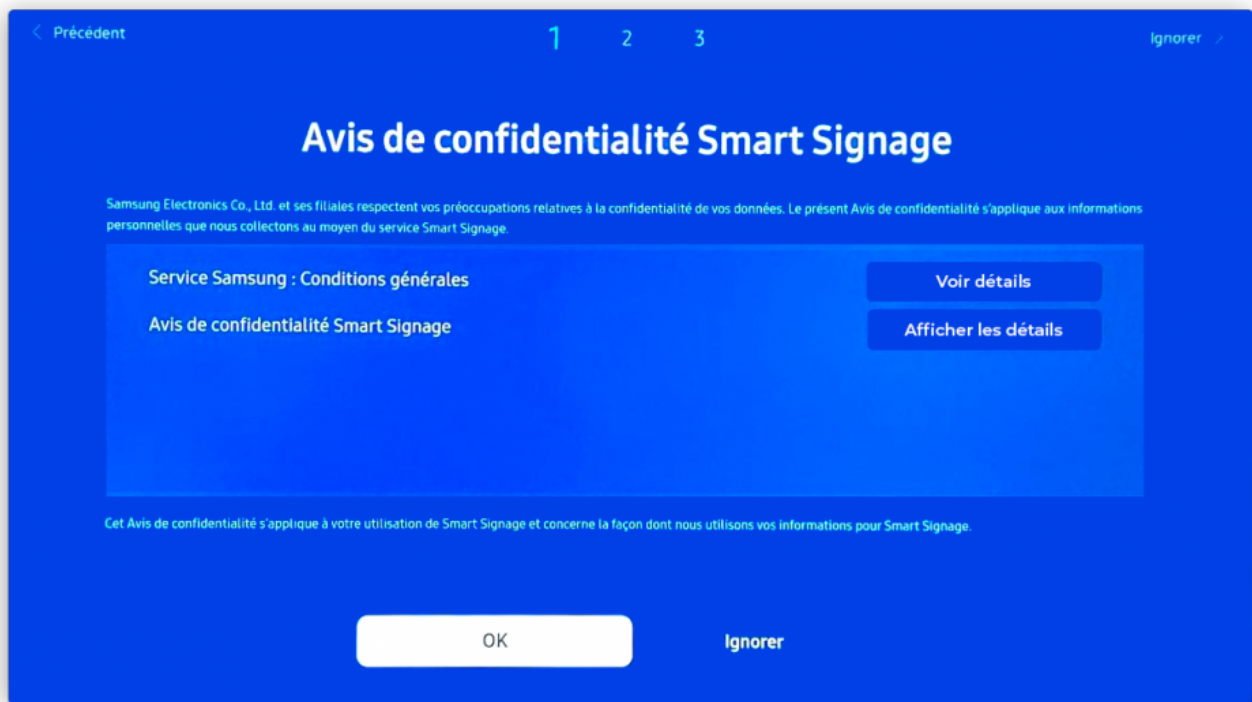 Précédent
1 2 3
Ignorer
Avis de confidentialité Smart Signage
Samsung Electronics Co., Ltd. et ses filiales respectent vos préoccupations relatives à la confidentialité de vos données. Le présent Avis de confidentialité s'applique aux informations
personnelles que nous collectons au moyen du service Smart Signage.
Service Samsung : Conditions générales
Voir détails
Avis de confidentialité Smart Signage
Afficher les détails
Cet Avis de confidentialité s'applique à votre utilisation de Smart Signage et concerne la façon dont nous utilisons vos informations pour Smart Signage.
OK
Ignorer